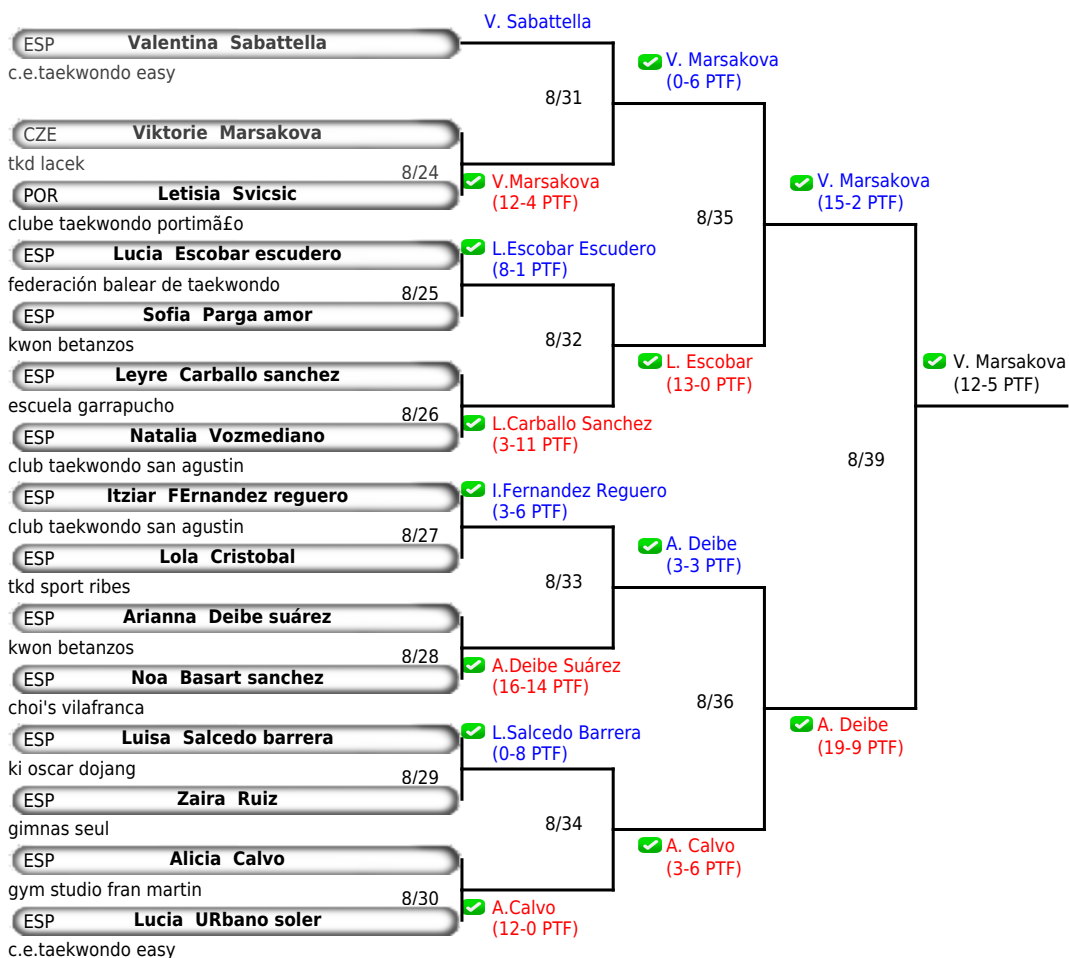 V. Sabattella
ESP Valentina Sabattella
c.e.taekwondo easy
V. Marsakova
(0-6 PTF)
8/31
CZE Viktorie Marsakova
tkd lacek
8/24
V.Marsakova
(12-4 PTF)
V. Marsakova
(15-2 PTF)
POR Letisia Svicsic
clube taekwondo portimã£o
8/35
ESP Lucia Escobar escudero
L.Escobar Escudero
(8-1 PTF)
federación balear de taekwondo
8/25
ESP Sofia Parga amor
kwon betanzos
8/32
L. Escobar
(13-0 PTF)
V. Marsakova
(12-5 PTF)
ESP Leyre Carballo sanchez
escuela garrapucho
8/26
L.Carballo Sanchez
(3-11 PTF)
ESP Natalia Vozmediano
club taekwondo san agustin
8/39
ESP Itziar FErnandez reguero
I.Fernandez Reguero
(3-6 PTF)
club taekwondo san agustin
8/27
ESP Lola Cristobal
A. Deibe
(3-3 PTF)
tkd sport ribes
8/33
ESP Arianna Deibe suárez
kwon betanzos
8/28
A.Deibe Suárez
(16-14 PTF)
ESP Noa Basart sanchez
choi's vilafranca
8/36
A. Deibe
(19-9 PTF)
ESP Luisa Salcedo barrera
L.Salcedo Barrera
(0-8 PTF)
ki oscar dojang
8/29
ESP Zaira Ruiz
gimnas seul
8/34
A. Calvo
(3-6 PTF)
ESP Alicia Calvo
gym studio fran martin
8/30
A.Calvo
(12-0 PTF)
ESP Lucia URbano soler
c.e.taekwondo easy